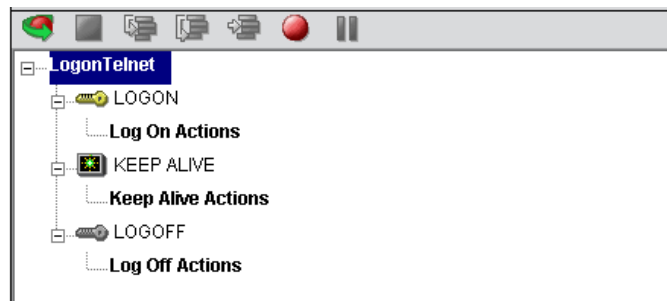 LogonTelnet
LOGON
Log On Actions
KEEP ALIVE
Keep Alive Actions
LOGOFF
Log Off Actions